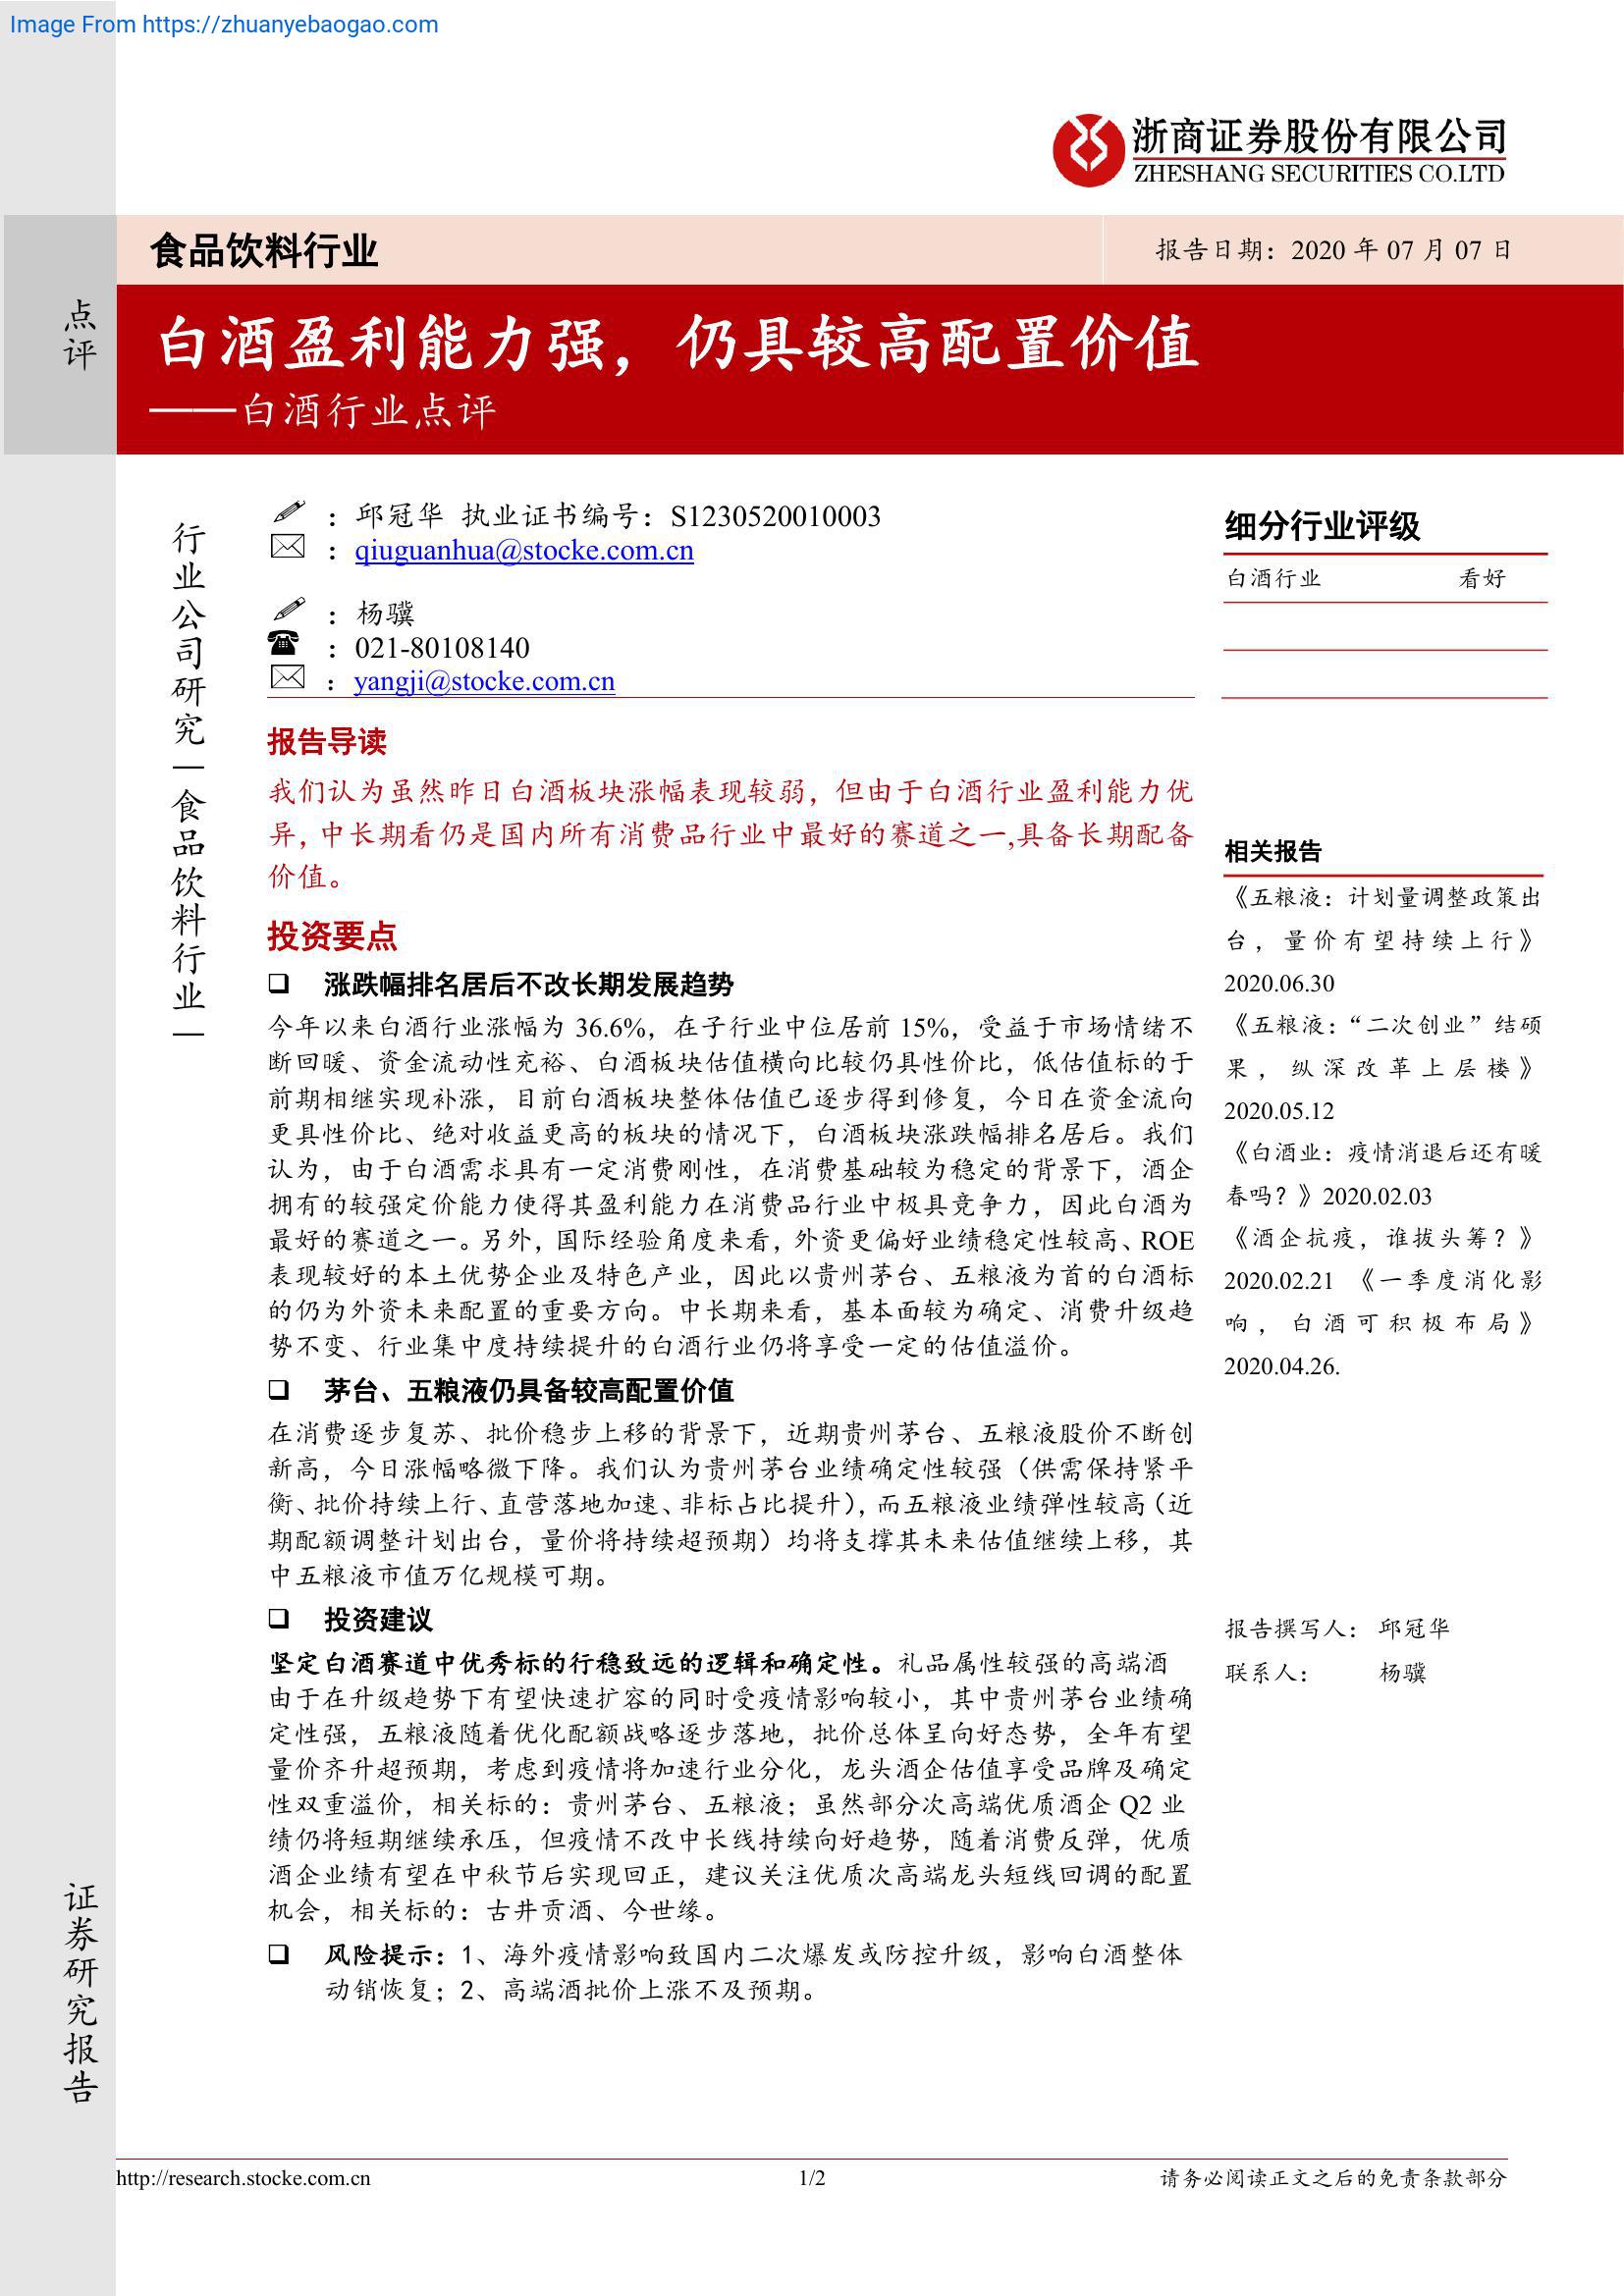 Image From https://zhuanyebaogao.com
浙商证券股份有限公司
ZHESHANG SECURITIES CO.LTD
食品饮料行业
报告日期：2020 年 07 月 07 日
点评
白酒盈利能力强，仍具较高配置价值
——白酒行业点评
行业公司研究｜食品饮料行业｜
：邱冠华 执业证书编号：S1230520010003
：qiuguanhua@stocke.com.cn
：杨骥
：021-80108140
：yangji@stocke.com.cn
报告导读
我们认为虽然昨日白酒板块涨幅表现较弱，但由于白酒行业盈利能力优
异，中长期看仍是国内所有消费品行业中最好的赛道之一,具备长期配备
价值。
投资要点
❑ 涨跌幅排名居后不改长期发展趋势
今年以来白酒行业涨幅为 36.6%，在子行业中位居前 15%，受益于市场情绪不
断回暖、资金流动性充裕、白酒板块估值横向比较仍具性价比，低估值标的于
前期相继实现补涨，目前白酒板块整体估值已逐步得到修复，今日在资金流向
更具性价比、绝对收益更高的板块的情况下，白酒板块涨跌幅排名居后。我们
认为，由于白酒需求具有一定消费刚性，在消费基础较为稳定的背景下，酒企
拥有的较强定价能力使得其盈利能力在消费品行业中极具竞争力，因此白酒为
最好的赛道之一。另外，国际经验角度来看，外资更偏好业绩稳定性较高、ROE
表现较好的本土优势企业及特色产业，因此以贵州茅台、五粮液为首的白酒标
的仍为外资未来配置的重要方向。中长期来看，基本面较为确定、消费升级趋
势不变、行业集中度持续提升的白酒行业仍将享受一定的估值溢价。
❑ 茅台、五粮液仍具备较高配置价值
在消费逐步复苏、批价稳步上移的背景下，近期贵州茅台、五粮液股价不断创
新高，今日涨幅略微下降。我们认为贵州茅台业绩确定性较强（供需保持紧平
衡、批价持续上行、直营落地加速、非标占比提升），而五粮液业绩弹性较高（近
期配额调整计划出台，量价将持续超预期）均将支撑其未来估值继续上移，其
中五粮液市值万亿规模可期。
❑ 投资建议
坚定白酒赛道中优秀标的行稳致远的逻辑和确定性。礼品属性较强的高端酒
由于在升级趋势下有望快速扩容的同时受疫情影响较小，其中贵州茅台业绩确
定性强，五粮液随着优化配额战略逐步落地，批价总体呈向好态势，全年有望
量价齐升超预期，考虑到疫情将加速行业分化，龙头酒企估值享受品牌及确定
性双重溢价，相关标的：贵州茅台、五粮液；虽然部分次高端优质酒企 Q2 业
绩仍将短期继续承压，但疫情不改中长线持续向好趋势，随着消费反弹，优质
酒企业绩有望在中秋节后实现回正，建议关注优质次高端龙头短线回调的配置
机会，相关标的：古井贡酒、今世缘。
❑ 风险提示：1、海外疫情影响致国内二次爆发或防控升级，影响白酒整体
动销恢复；2、高端酒批价上涨不及预期。
细分行业评级
白酒行业 看好
相关报告
《五粮液：计划量调整政策出
台，量价有望持续上行》
2020.06.30
《五粮液：“二次创业”结硕
果，纵深改革上层楼》
2020.05.12
《白酒业：疫情消退后还有暖
春吗？》2020.02.03
《酒企抗疫，谁拔头筹？》
2020.02.21 《一季度消化影
响，白酒可积极布局》
2020.04.26.
报告撰写人： 邱冠华
联系人： 杨骥
证券研究报告
http://research.stocke.com.cn
1/2
请务必阅读正文之后的免责条款部分